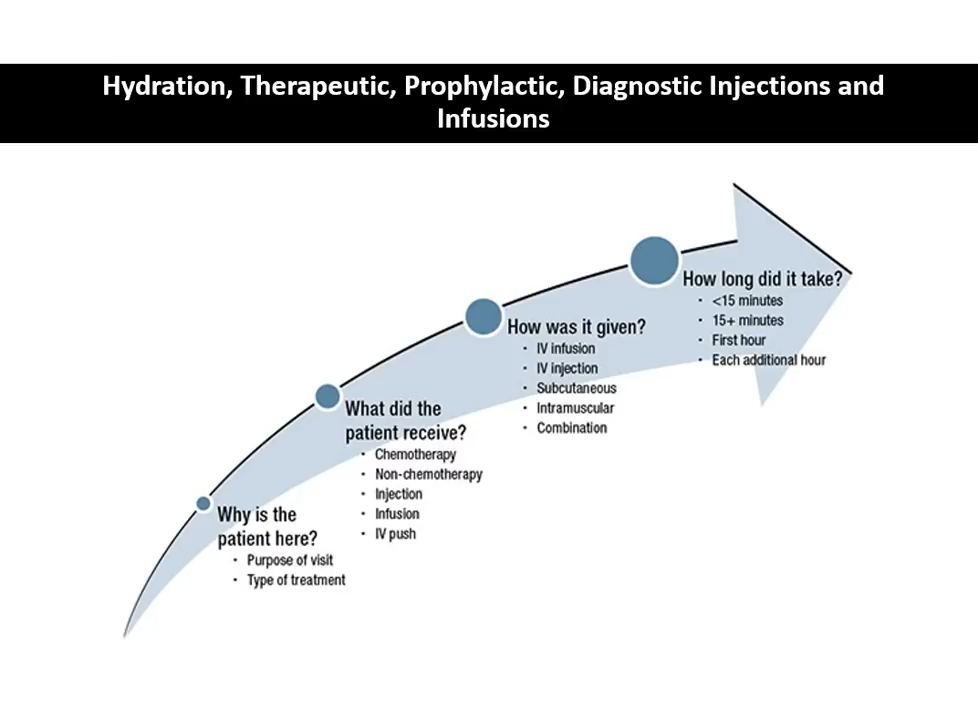 Hydration, Therapeutic, Prophylactic, Diagnostic Injections and
Infusions
Why is the
patient here?
• Purpose of visit
• Type of treatment
What did the
patient receive?
• Chemotherapy
• Non-chemotherapy
• Injection
• Infusion
• IV push
How was it given?
• IV infusion
• IV injection
• Subcutaneous
• Intramuscular
• Combination
How long did it take?
• <15 minutes
• 15+ minutes
• First hour
• Each additional hour